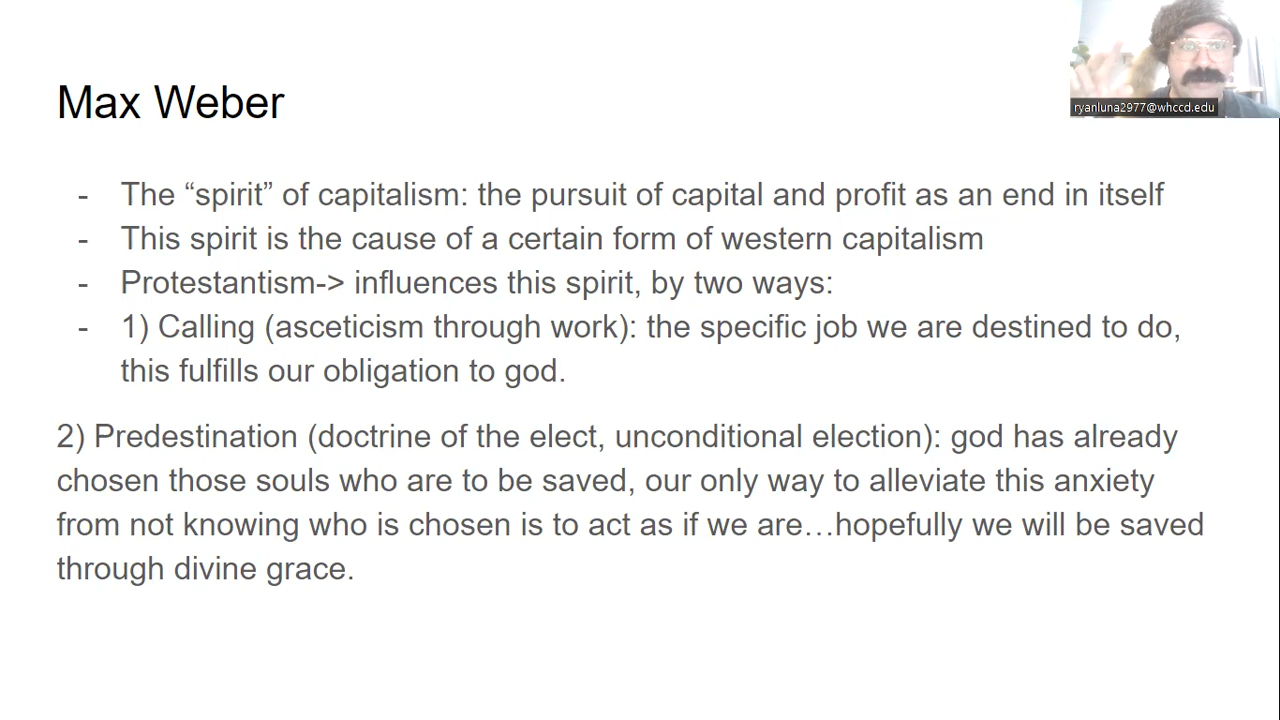 Max Weber
ryanluna2977@whccd.edu
- The “spirit” of capitalism: the pursuit of capital and profit as an end in itself
- This spirit is the cause of a certain form of western capitalism
- Protestantism-> influences this spirit, by two ways:
- 1) Calling (asceticism through work): the specific job we are destined to do,
this fulfills our obligation to god.
2) Predestination (doctrine of the elect, unconditional election): god has already
chosen those souls who are to be saved, our only way to alleviate this anxiety
from not knowing who is chosen is to act as if we are…hopefully we will be saved
through divine grace.